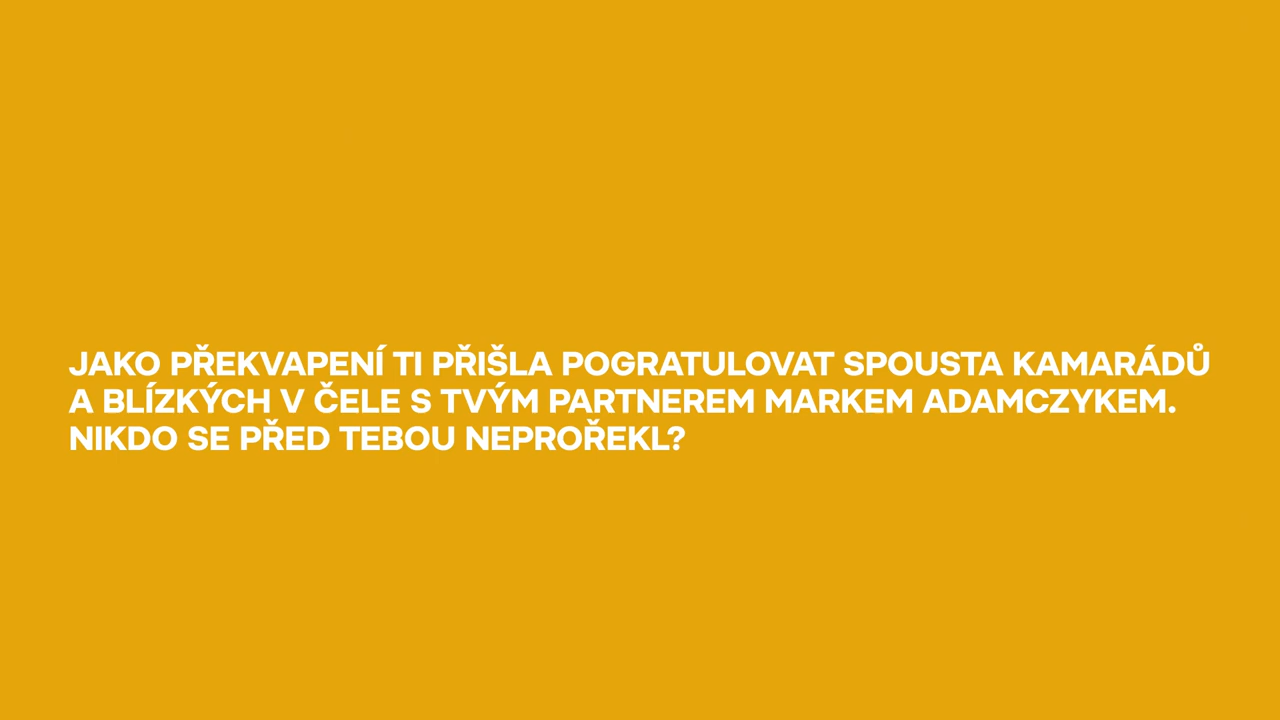 JAKO PŘEKVAPENÍ TI PŘIŠLA POGRATULOVAT SPOUSTA KAMARÁDŮ
A BLÍZKÝCH V ČELE S TVÝM PARTNEREM MARKEM ADAMCZYKEM.
NIKDO SE PŘED TEBOU NEPROŘEKL?